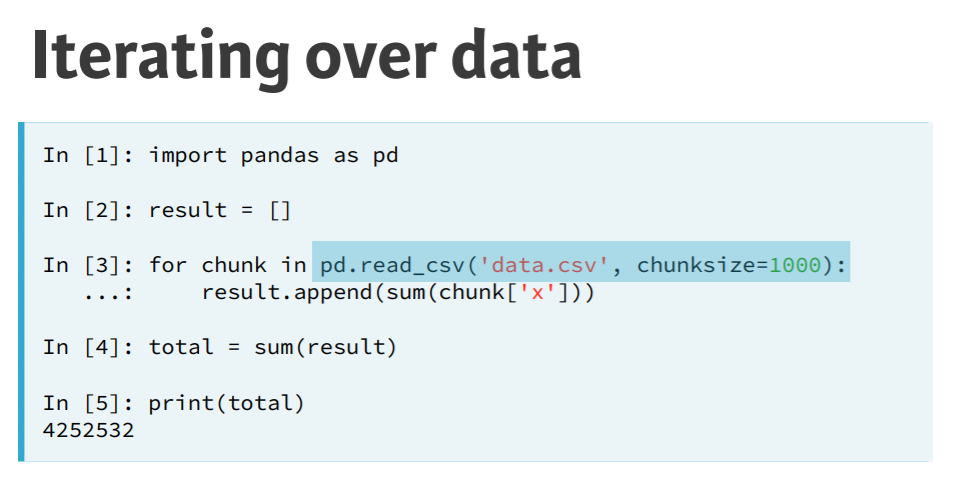 Iterating over data
In [1]: import pandas as pd
In [2]: result = []
In [3]: for chunk in pd.read_csv('data.csv', chunksize=1000):
   ...:     result.append(sum(chunk['x']))
In [4]: total = sum(result)
In [5]: print(total)
4252532